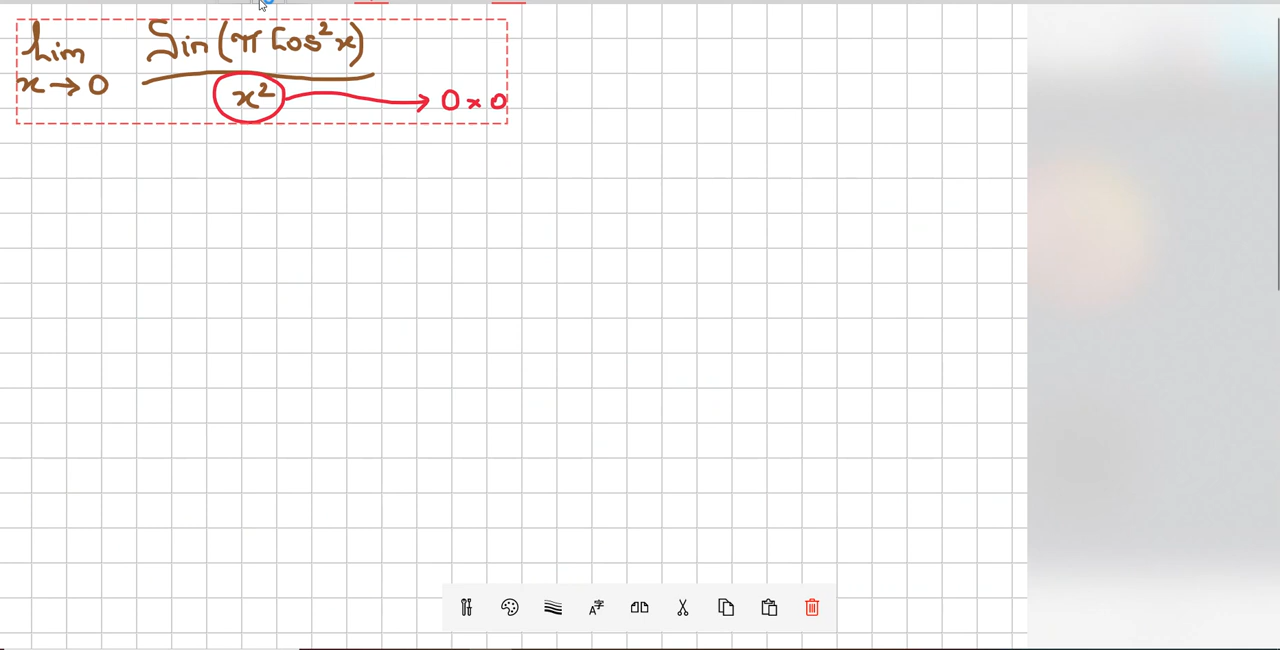 lim Sin(π Cos²x)
x → 0 x² → 0 × 0